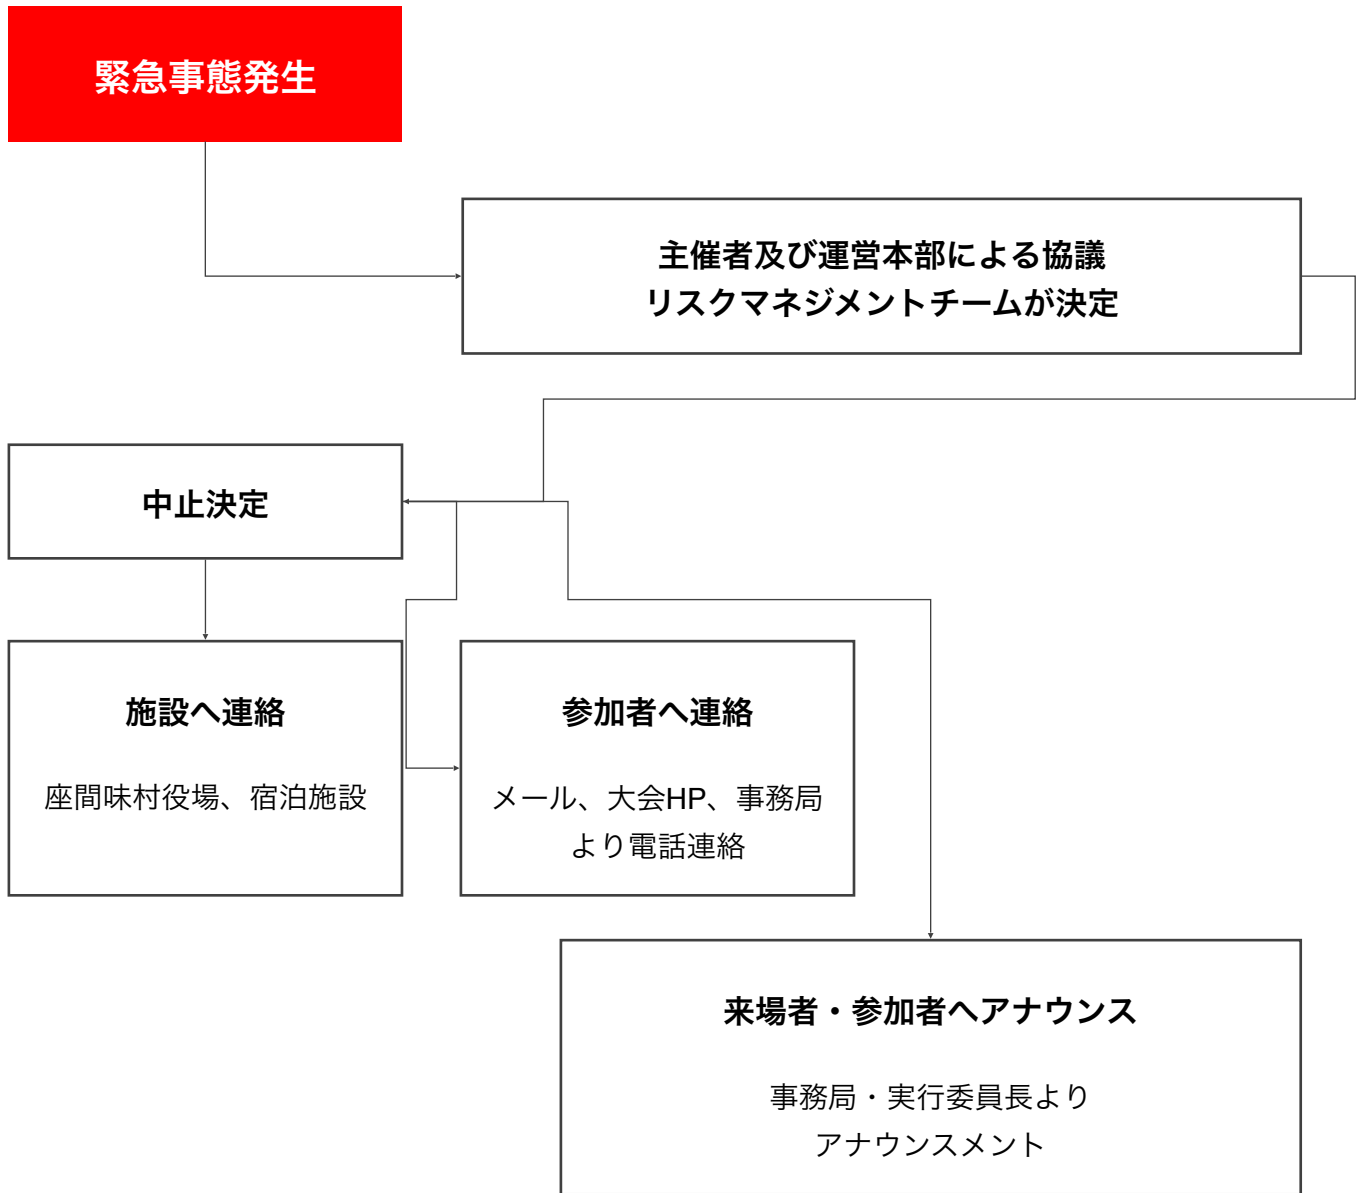 緊急事態発生
主催者及び運営本部による協議
リスクマネジメントチームが決定
中止決定
施設へ連絡
座間味村役場、宿泊施設
参加者へ連絡
メール、大会HP、事務局
より電話連絡
来場者・参加者へアナウンス
事務局・実行委員長より
アナウンスメント